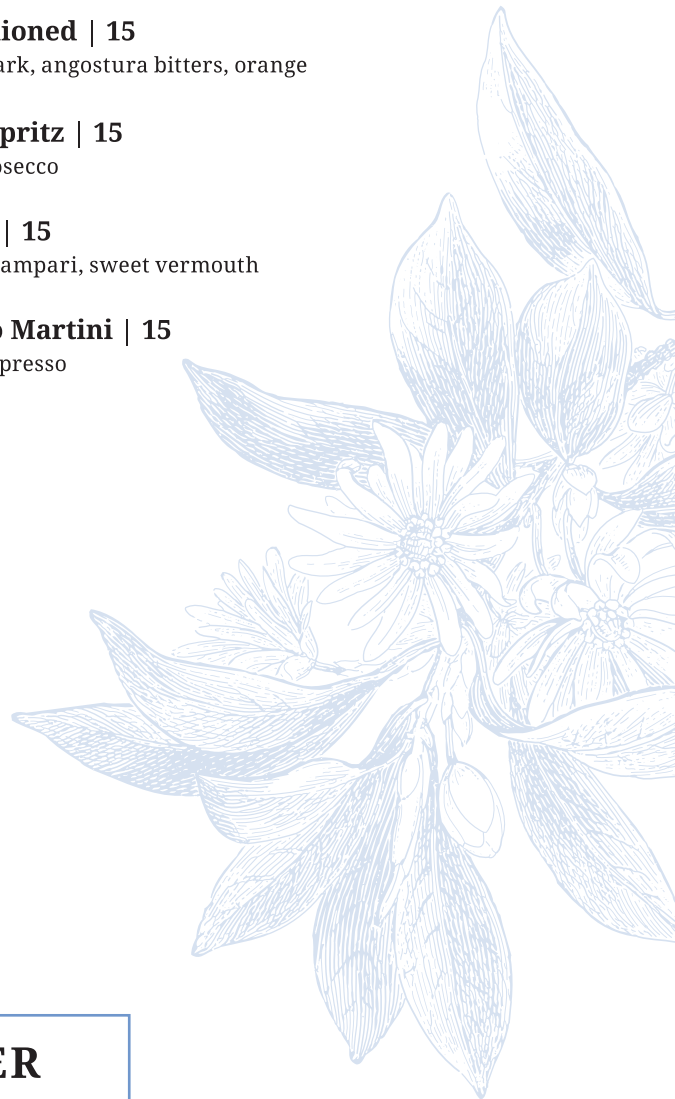 ioned | 15
ark, angostura bitters, orange
pritz | 15
osecco
| 15
ampari, sweet vermouth
o Martini | 15
presso
ER